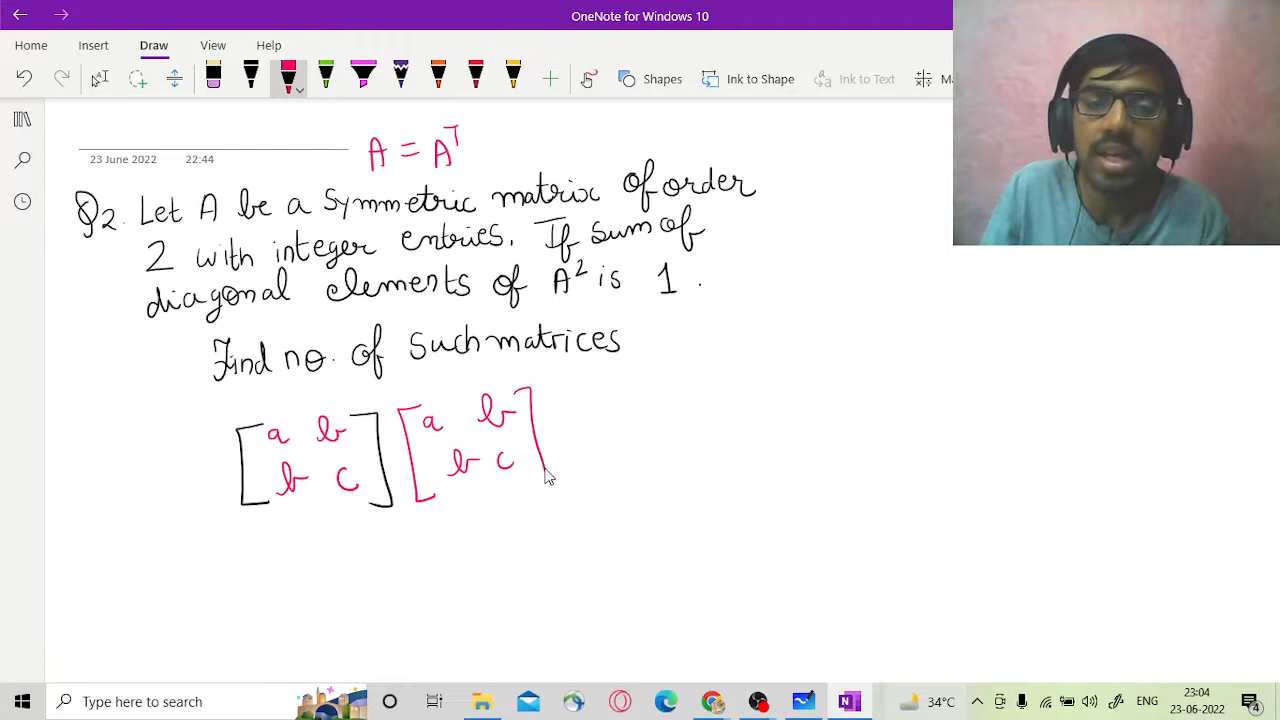 OneNote for Windows 10
Home Insert Draw View Help
Shapes Ink to Shape Ink to Text Ma
23 June 2022 22:44
A = Aᵀ
Q2. Let A be a Symmetric matrix of order
2 with integer entries. If sum of
diagonal elements of A² is 1.
Find no. of such matrices
a b a b
b c b c
Type here to search
34°C
23:04
23-06-2022
4